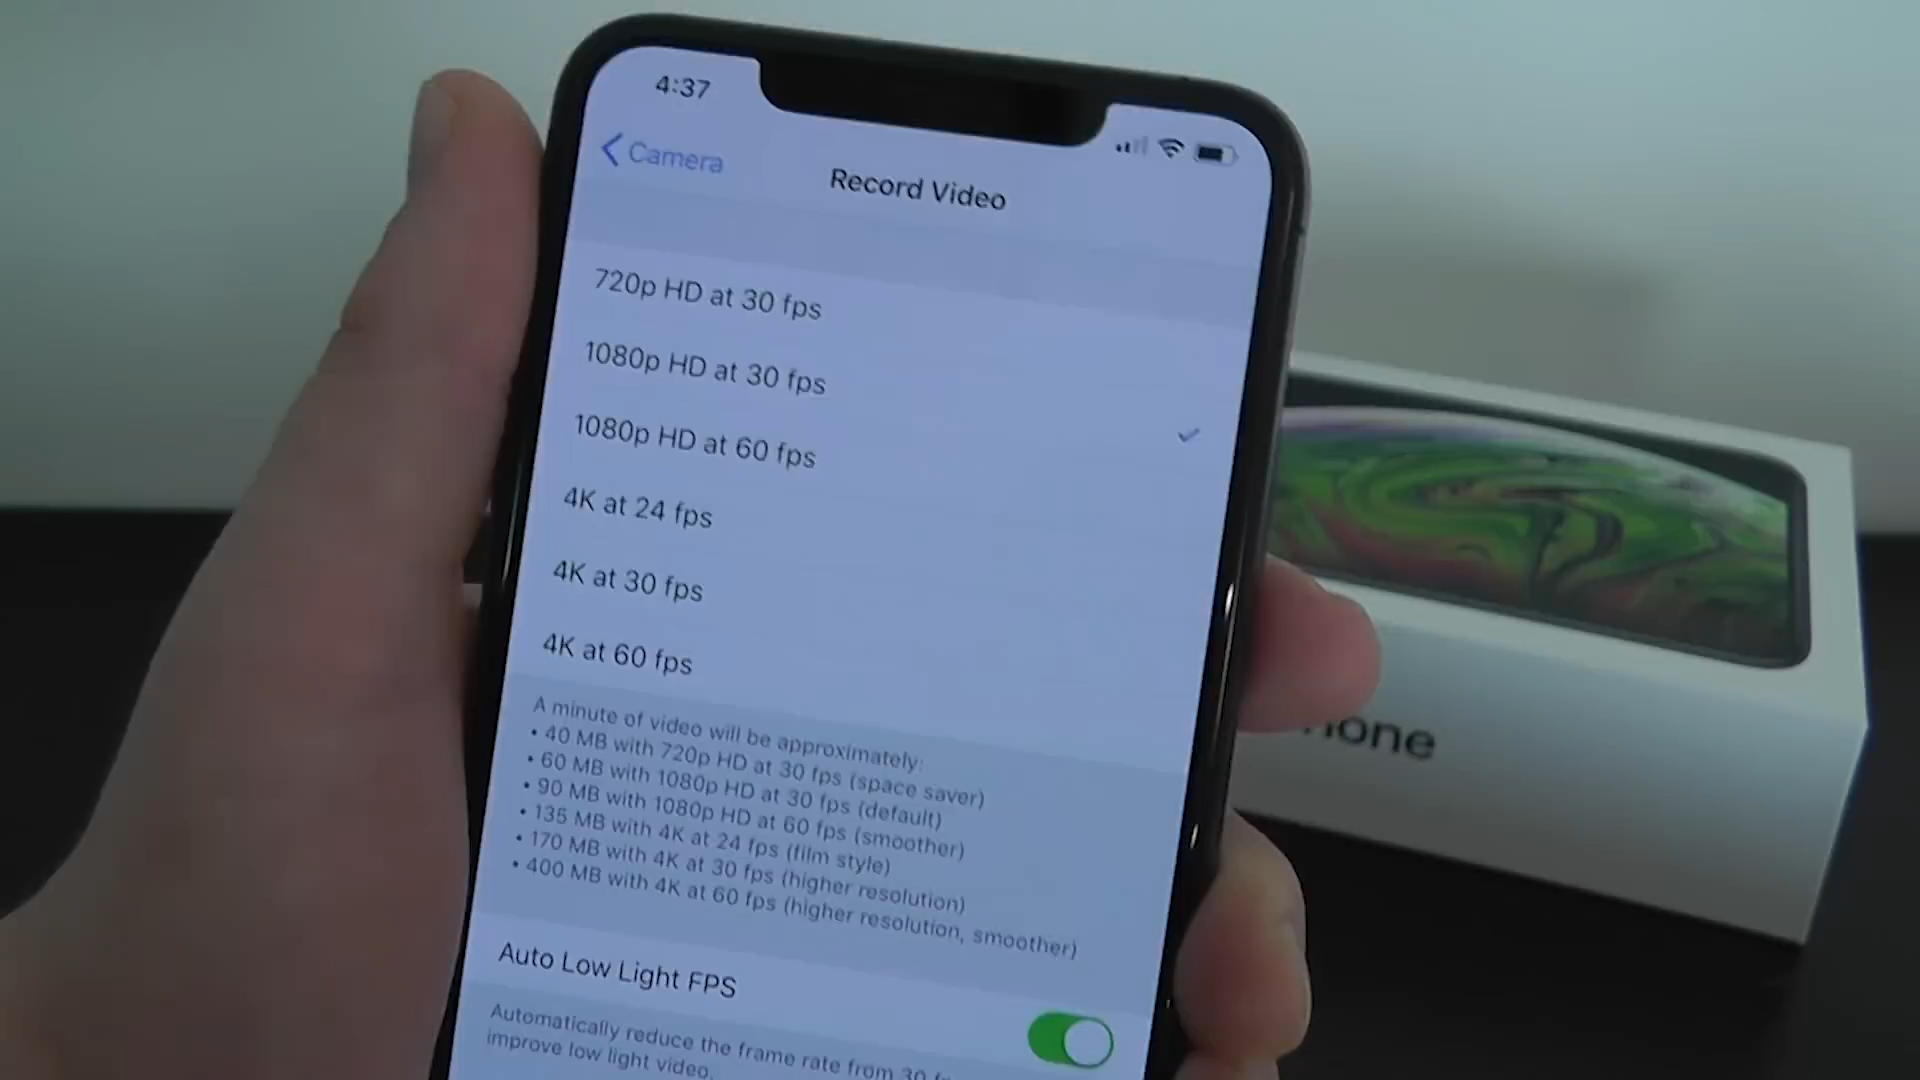 4:37
Camera
Record Video
720p HD at 30 fps
1080p HD at 30 fps
1080p HD at 60 fps
4K at 24 fps
4K at 30 fps
4K at 60 fps
A minute of video will be approximately:
• 40 MB with 720p HD at 30 fps (space saver)
• 60 MB with 1080p HD at 30 fps (default)
• 90 MB with 1080p HD at 60 fps (smoother)
• 135 MB with 4K at 24 fps (film style)
• 170 MB with 4K at 30 fps (higher resolution)
• 400 MB with 4K at 60 fps (higher resolution, smoother)
Auto Low Light FPS
Automatically reduce the frame rate from 30
improve low light video.